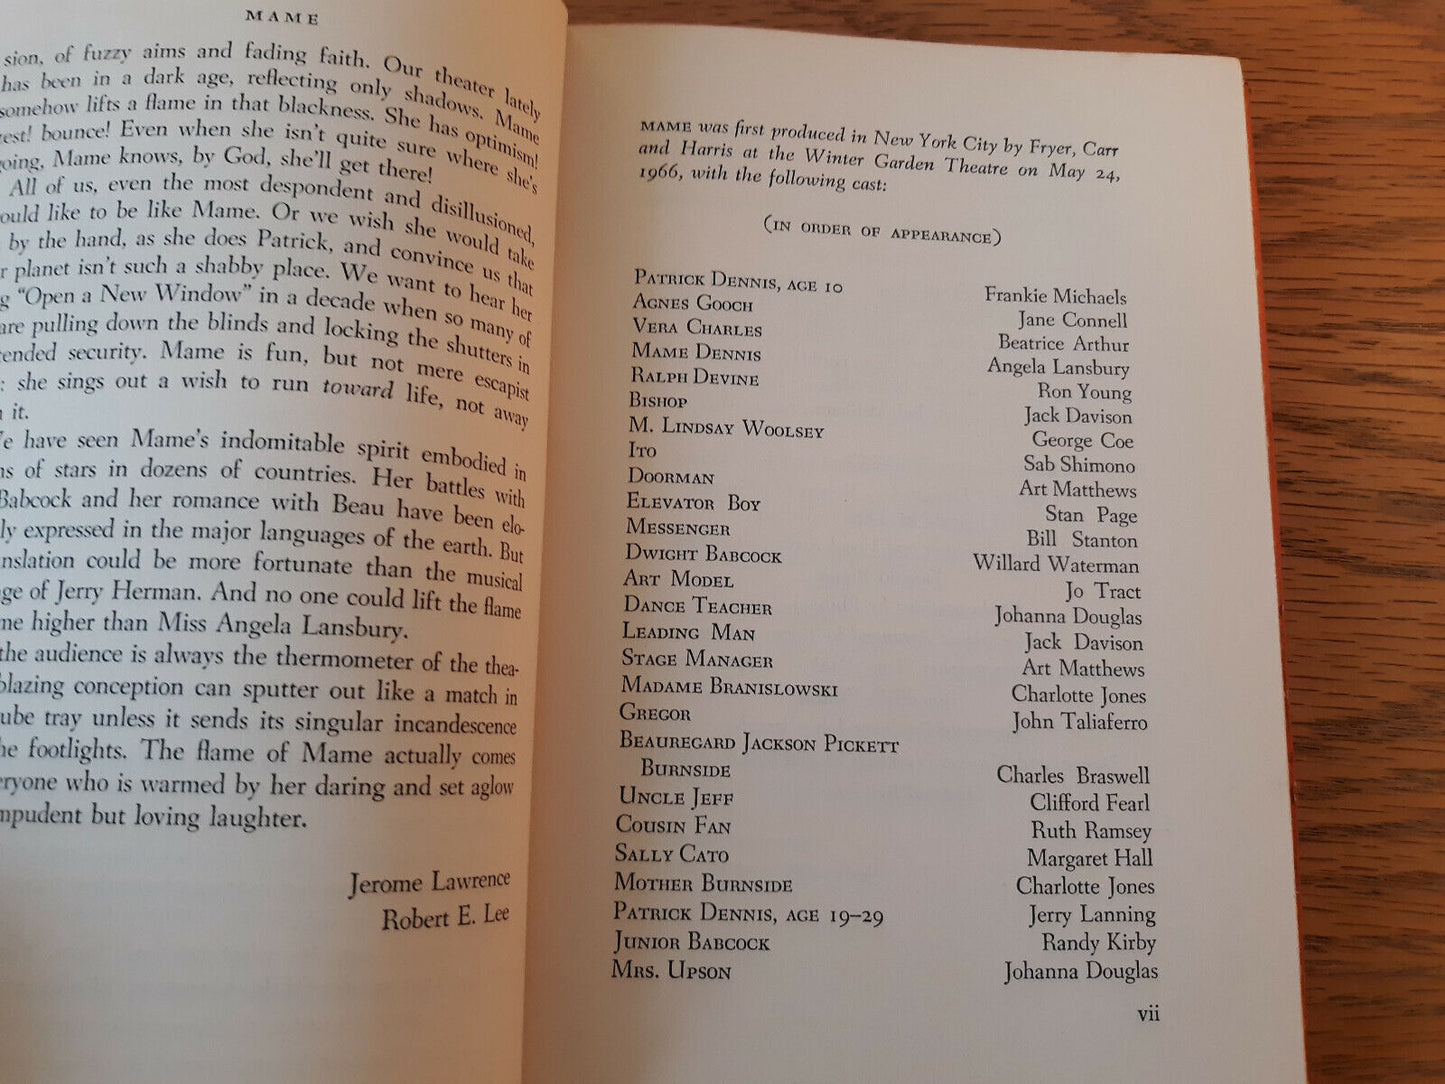 MAME
sion, of fuzzy aims and fading faith. Our theater lately
has been in a dark age, reflecting only shadows. Mame
somehow lifts a flame in that blackness. She has optimism!
est! bounce! Even when she isn't quite sure where she's
going, Mame knows, by God, she'll get there!
All of us, even the most despondent and disillusioned,
ould like to be like Mame. Or we wish she would take
by the hand, as she does Patrick, and convince us that
r planet isn't such a shabby place. We want to hear her
g "Open a New Window" in a decade when so many of
are pulling down the blinds and locking the shutters in
tended security. Mame is fun, but not mere escapist
: she sings out a wish to run toward life, not away
it.
e have seen Mame's indomitable spirit embodied in
ns of stars in dozens of countries. Her battles with
Babcock and her romance with Beau have been elo-
ly expressed in the major languages of the earth. But
nslation could be more fortunate than the musical
ge of Jerry Herman. And no one could lift the flame
me higher than Miss Angela Lansbury.
the audience is always the thermometer of the thea-
blazing conception can sputter out like a match in
ube tray unless it sends its singular incandescence
he footlights. The flame of Mame actually comes
eryone who is warmed by her daring and set aglow
mpudent but loving laughter.
Jerome Lawrence
Robert E. Lee
MAME was first produced in New York City by Fryer, Carr
and Harris at the Winter Garden Theatre on May 24,
1966, with the following cast:
(IN ORDER OF APPEARANCE)
PATRICK DENNIS, AGE 10 Frankie Michaels
AGNES GOOCH Jane Connell
VERA CHARLES Beatrice Arthur
MAME DENNIS Angela Lansbury
RALPH DEVINE Ron Young
BISHOP Jack Davison
M. LINDSAY WOOLSEY George Coe
ITO Sab Shimono
DOORMAN Art Matthews
ELEVATOR BOY Stan Page
MESSENGER Bill Stanton
DWIGHT BABCOCK Willard Waterman
ART MODEL Jo Tract
DANCE TEACHER Johanna Douglas
LEADING MAN Jack Davison
STAGE MANAGER Art Matthews
MADAME BRANISLOWSKI Charlotte Jones
GREGOR John Taliaferro
BEAUREGARD JACKSON PICKETT
BURNSIDE Charles Braswell
UNCLE JEFF Clifford Fearl
COUSIN FAN Ruth Ramsey
SALLY CATO Margaret Hall
MOTHER BURNSIDE Charlotte Jones
PATRICK DENNIS, AGE 19–29 Jerry Lanning
JUNIOR BABCOCK Randy Kirby
MRS. UPSON Johanna Douglas
vii